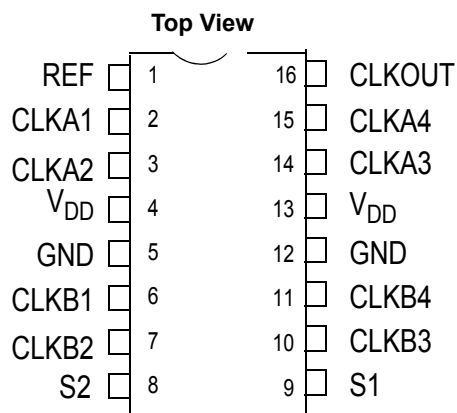 Top View
REF 1 16 CLKOUT
CLKA1 2 15 CLKA4
CLKA2 3 14 CLKA3
VDD 4 13 VDD
GND 5 12 GND
CLKB1 6 11 CLKB4
CLKB2 7 10 CLKB3
S2 8 9 S1